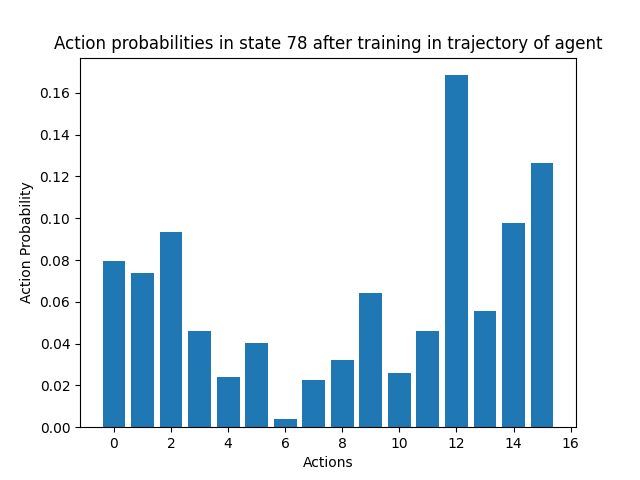 Action probabilities in state 78 after training in trajectory of agent
0.16
0.14
0.12
0.10
0.08
0.06
0.04
0.02
0.00
Action Probability
0 2 4 6 8 10 12 14 16
Actions